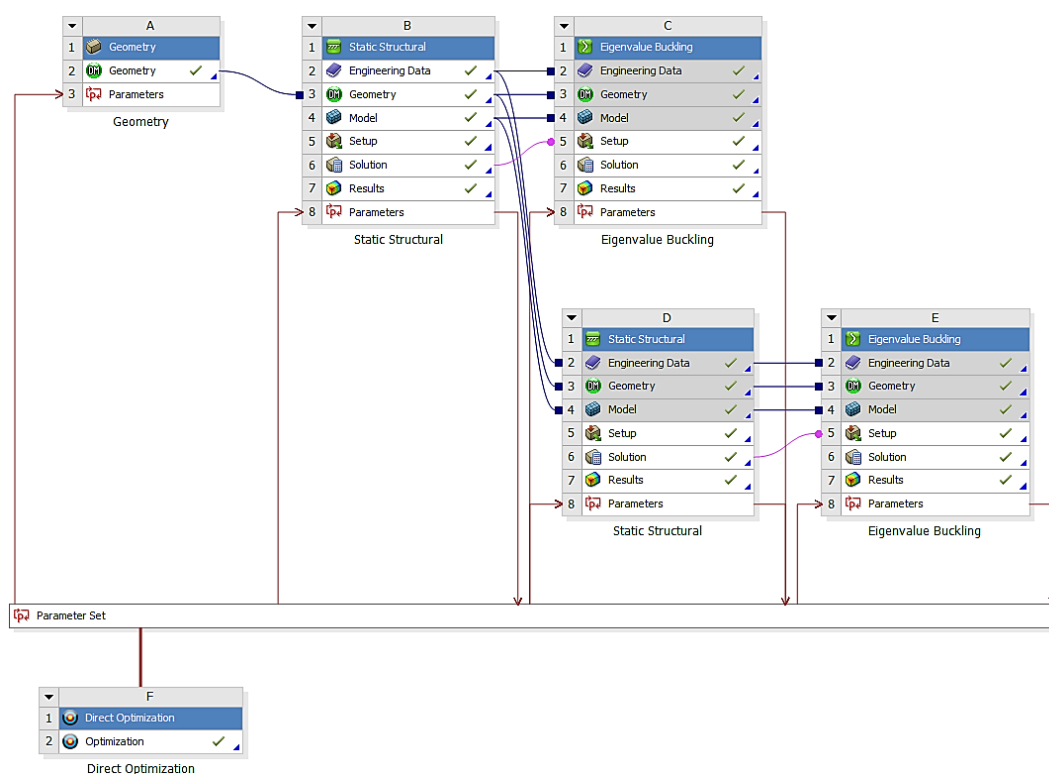 A
1 Geometry
2 Geometry
3 Parameters
Geometry
B
1 Static Structural
2 Engineering Data
3 Geometry
4 Model
5 Setup
6 Solution
7 Results
8 Parameters
Static Structural
C
1 Eigenvalue Buckling
2 Engineering Data
3 Geometry
4 Model
5 Setup
6 Solution
7 Results
8 Parameters
Eigenvalue Buckling
D
1 Static Structural
2 Engineering Data
3 Geometry
4 Model
5 Setup
6 Solution
7 Results
8 Parameters
Static Structural
E
1 Eigenvalue Buckling
2 Engineering Data
3 Geometry
4 Model
5 Setup
6 Solution
7 Results
8 Parameters
Eigenvalue Buckling
Parameter Set
F
1 Direct Optimization
2 Optimization
Direct Optimization